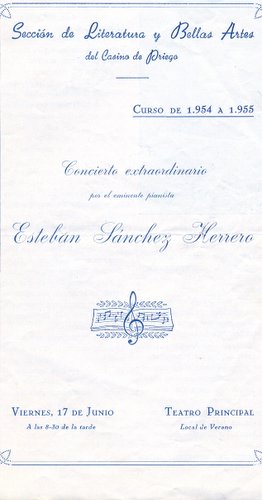 Sección de Literatura y Bellas Artes
del Casino de Priego
CURSO DE 1.954 A 1.955
Concierto extraordinario
por el eminente pianista
Esteban Sánchez Herrero
VIERNES, 17 DE JUNIO
A las 8-30 de la tarde
TEATRO PRINCIPAL
Local de Verano